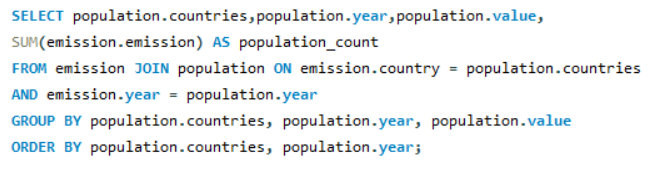 SELECT population.countries,population.year,population.value,
SUM(emission.emission) AS population_count
FROM emission JOIN population ON emission.country = population.countries
AND emission.year = population.year
GROUP BY population.countries, population.year, population.value
ORDER BY population.countries, population.year;